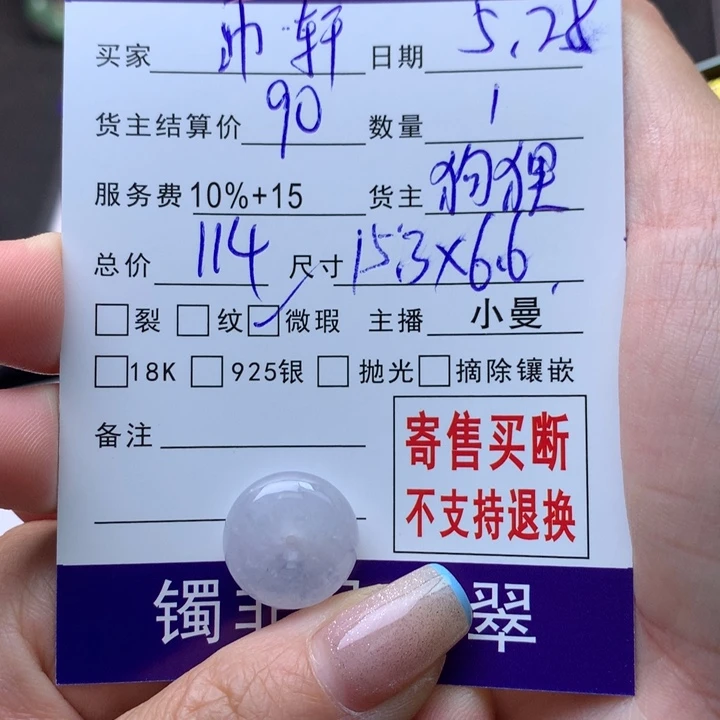 买家 帅轩 日期 5.28
货主结算价 90 数量 1
服务费 10%+15 货主 狗狸
总价 114 尺寸 15.3×6.6
裂 纹 微瑕 主播 小曼
18K 925银 抛光 摘除镶嵌
备注
寄售买断
不支持退换
镯 翠